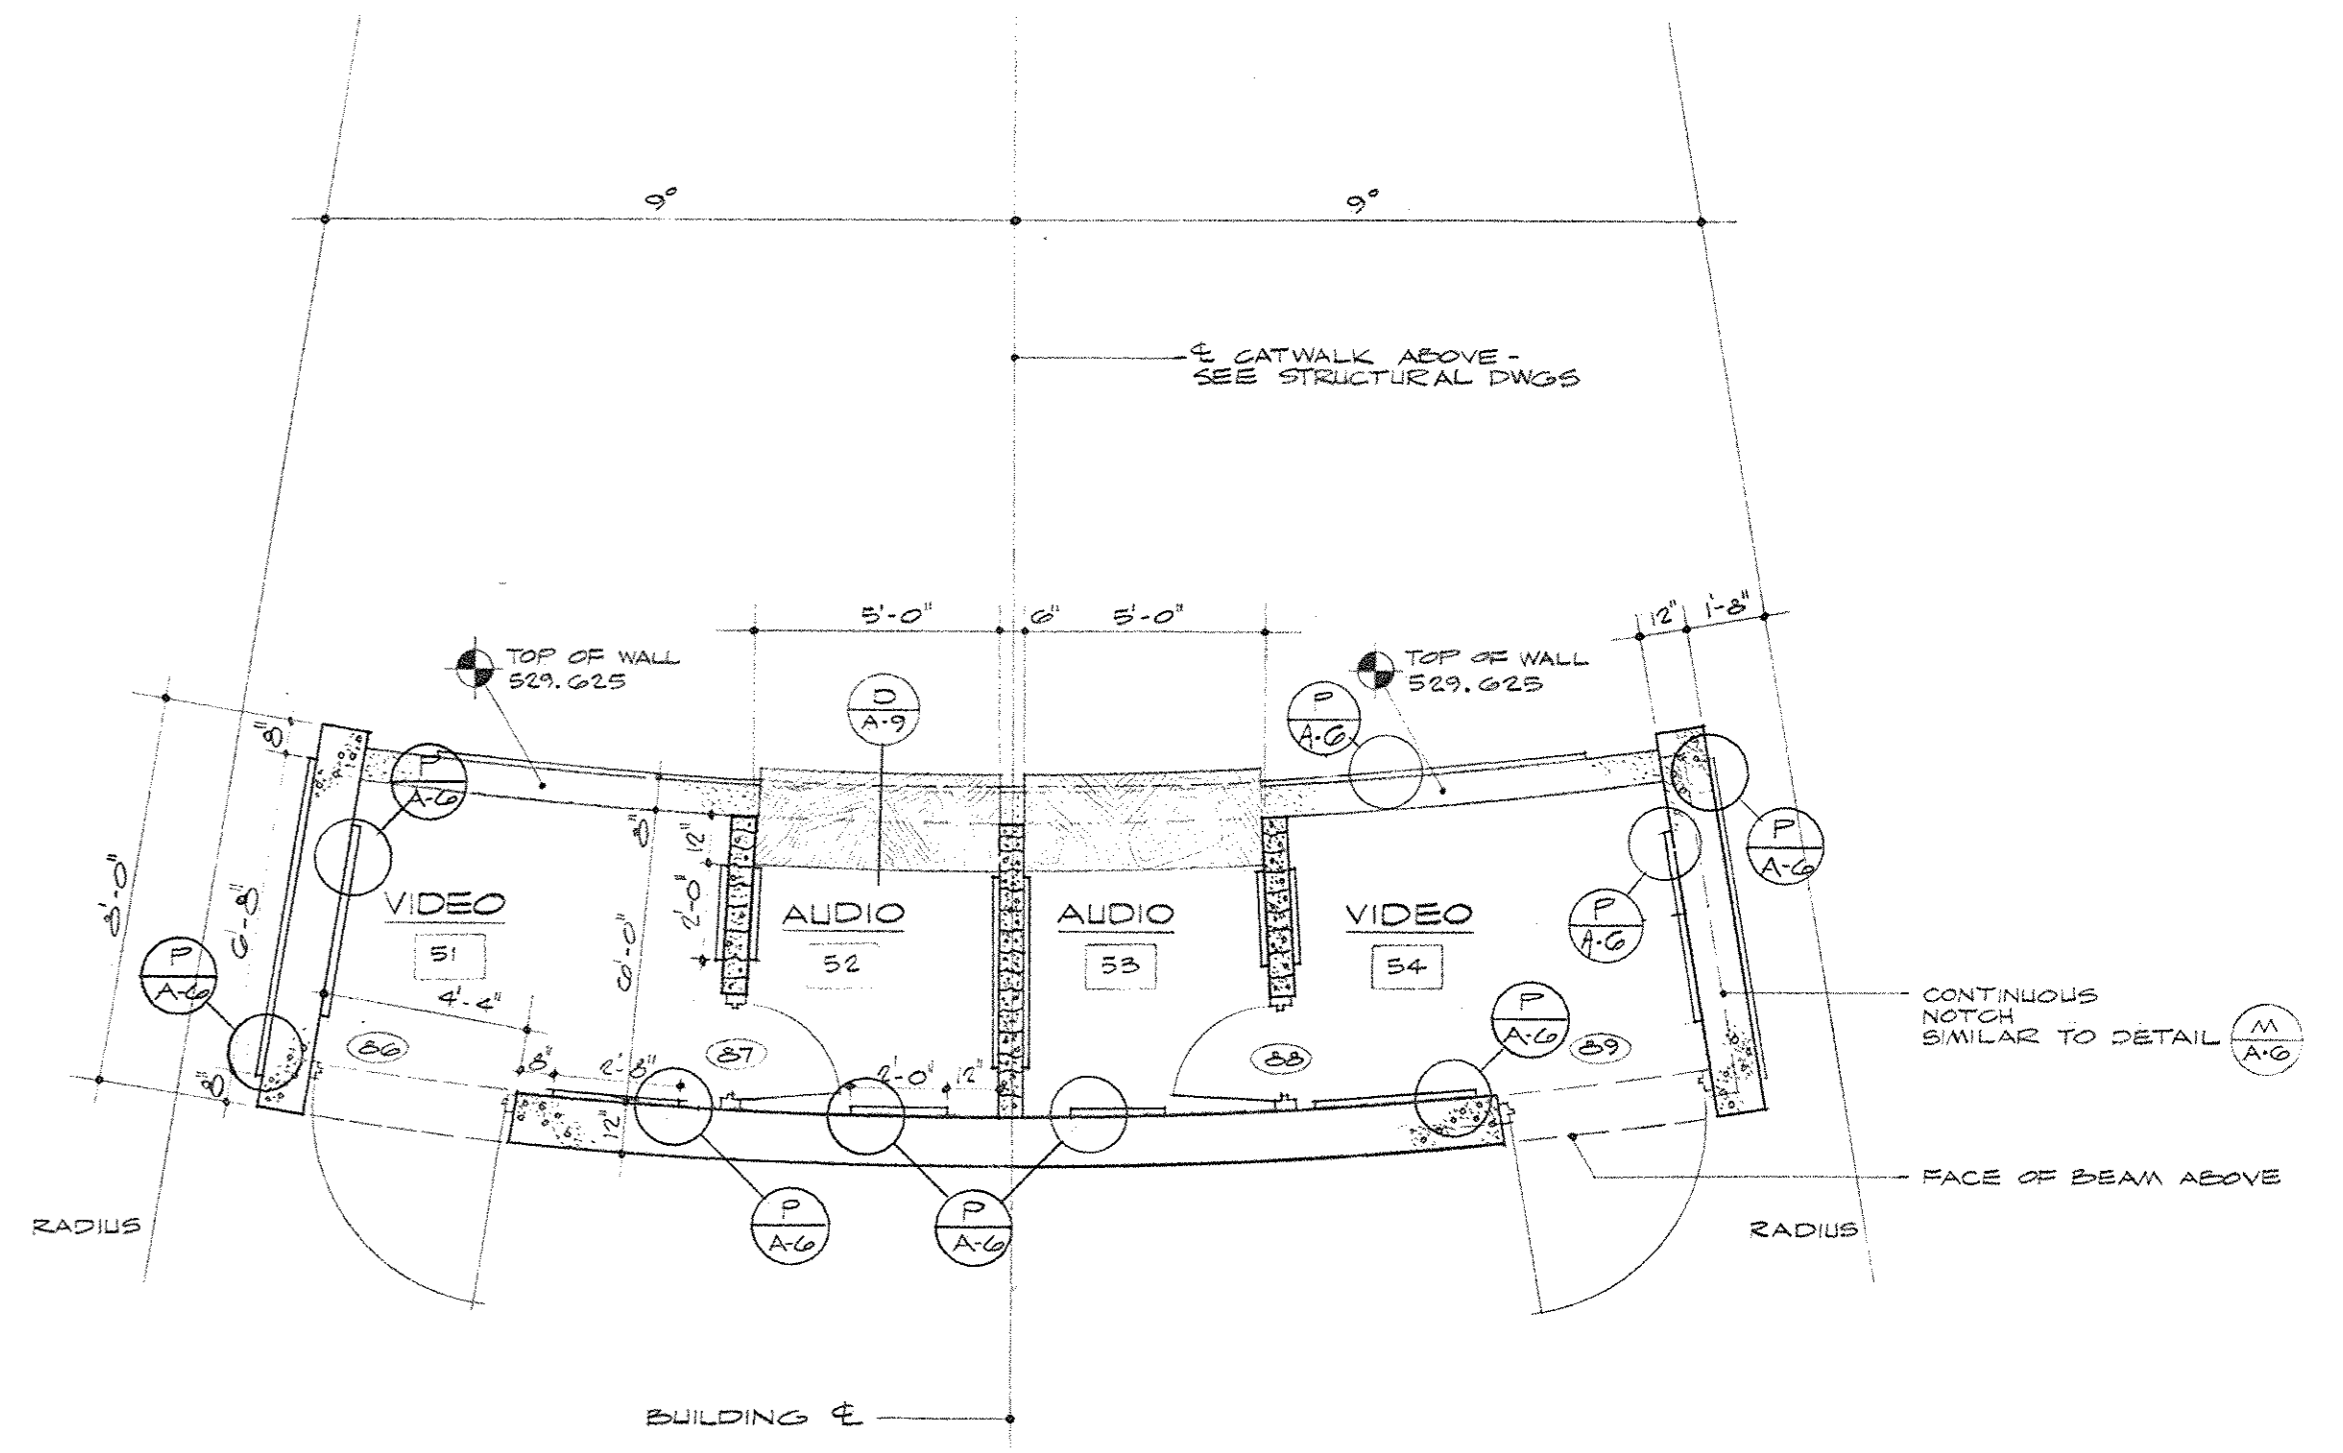 9°
9°
℄ CATWALK ABOVE -
SEE STRUCTURAL DWGS
5'-0"
6"
5'-0"
12"
1'-8"
TOP OF WALL
529.625
TOP OF WALL
529.625
D
A-9
P
A-6
8"
P
A-6
8"
12"
P
A-6
8'-0"
6'-8"
2'-0"
VIDEO
51
AUDIO
52
AUDIO
53
VIDEO
54
P
A-6
6'-0"
P
A-6
4'-4"
P
A-6
CONTINUOUS
NOTCH
SIMILAR TO DETAIL
M
A-6
86
87
88
89
8"
8"
2'-8"
2'-0"
12"
12"
FACE OF BEAM ABOVE
RADIUS
P
A-6
P
A-6
RADIUS
BUILDING ℄